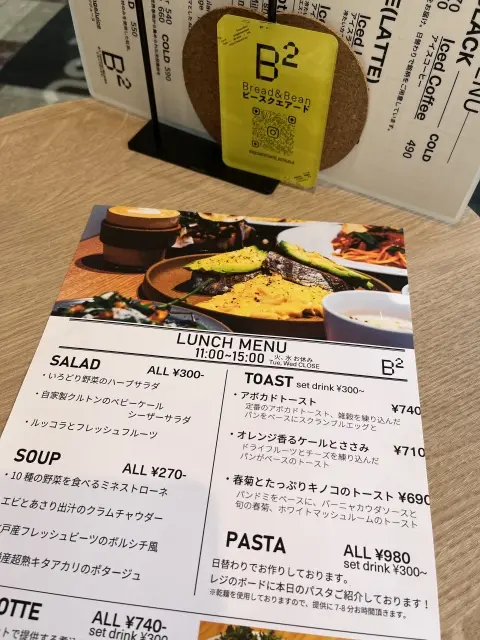 LACK MENU
Iced Coffee COLD 490
アイスコーヒー
(LATTE)
COLD 550
540 COLD 590
660
B²
B²
Bread&Bean
ビースクエアード
LUNCH MENU
11:00~15:00 火、水 お休み
Tue, Wed CLOSE
B²
SALAD ALL ¥300-
・いろどり野菜のハーブサラダ
・自家製クルトンのベビーケール
シーザーサラダ
・ルッコラとフレッシュフルーツ
SOUP ALL ¥270-
・10種の野菜を食べるミネストローネ
エビとあさり出汁のクラムチャウダー
戸産フレッシュビーツのボルシチ風
産超熟キタアカリのポタージュ
TOAST set drink ¥300~
・アボカドトースト ¥740
定番のアボカドトースト、雑穀を練り込んだ
パンをベースにスクランブルエッグと
・オレンジ香るケールとささみ ¥710
ドライフルーツとチーズを練り込んだ
パンがベースのトースト
・春菊とたっぷりキノコのトースト ¥690
パンドミをベースに、バーニャカウダソースと
旬の春菊、ホワイトマッシュルームのトースト
PASTA ALL ¥980
set drink ¥300~
日替わりでお作りしております。
レジのボードに本日のパスタご紹介しております！
※乾麺を使用しておりますので、提供に 7-8 分お時間頂きます。
OTTE ALL ¥740-
set drink ¥300~